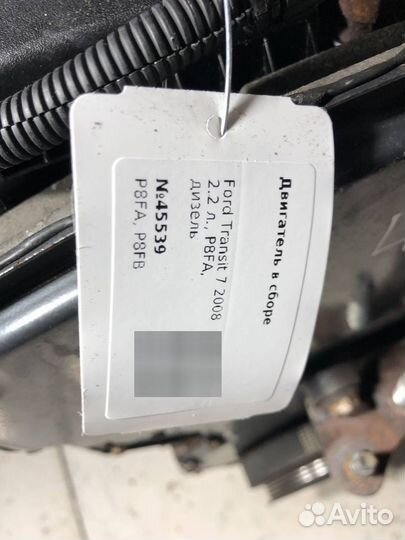 Двигатель в сборе
Ford Transit 7 2008
2.2 л., P8FA,
дизель
№45539
P8FA, P8FB
Avito